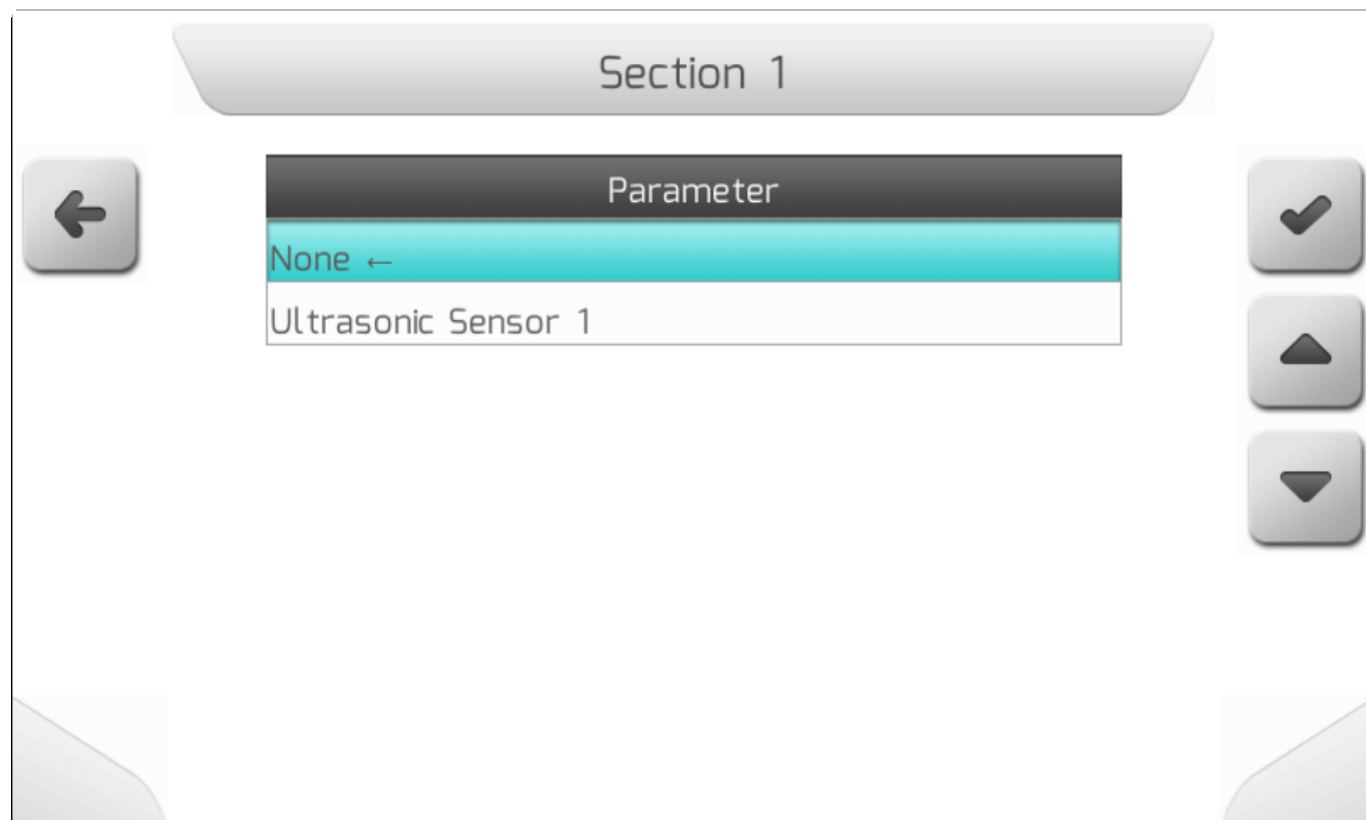 Section 1
Parameter
None ←
Ultrasonic Sensor 1